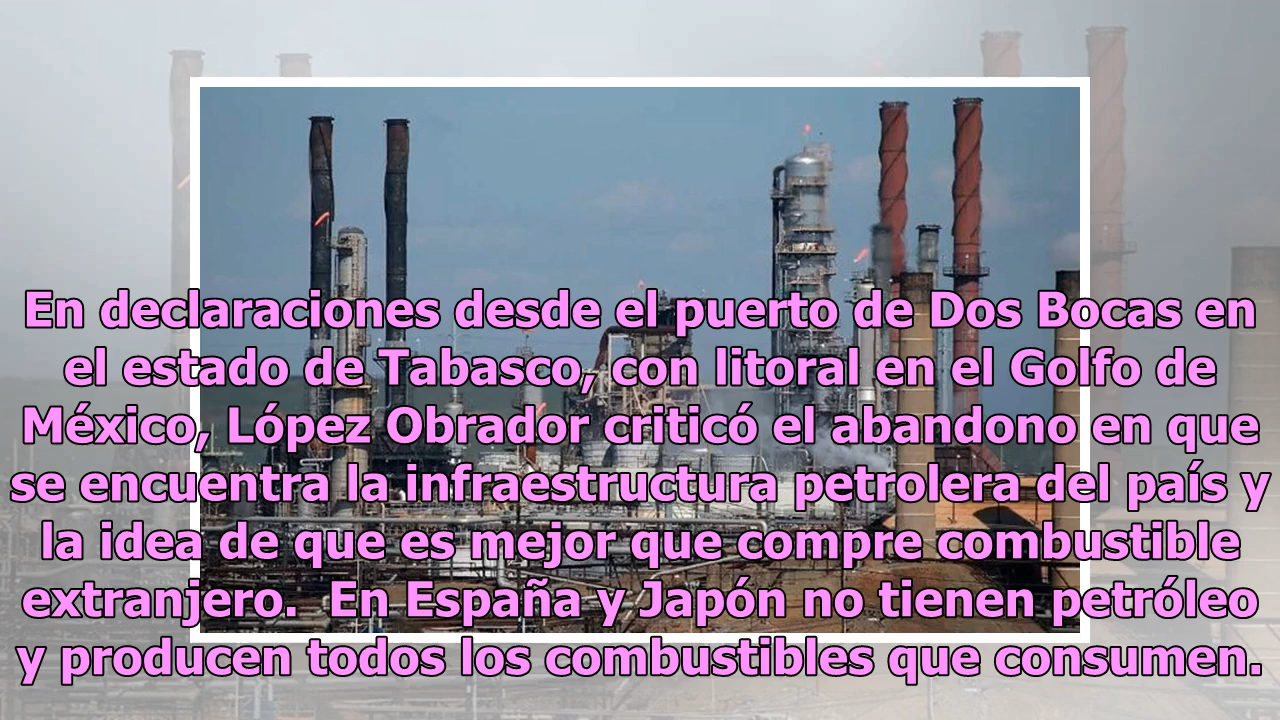 En declaraciones desde el puerto de Dos Bocas en
el estado de Tabasco, con litoral en el Golfo de
México, López Obrador criticó el abandono en que
se encuentra la infraestructura petrolera del país y
la idea de que es mejor que compre combustible
extranjero.  En España y Japón no tienen petróleo
y producen todos los combustibles que consumen.